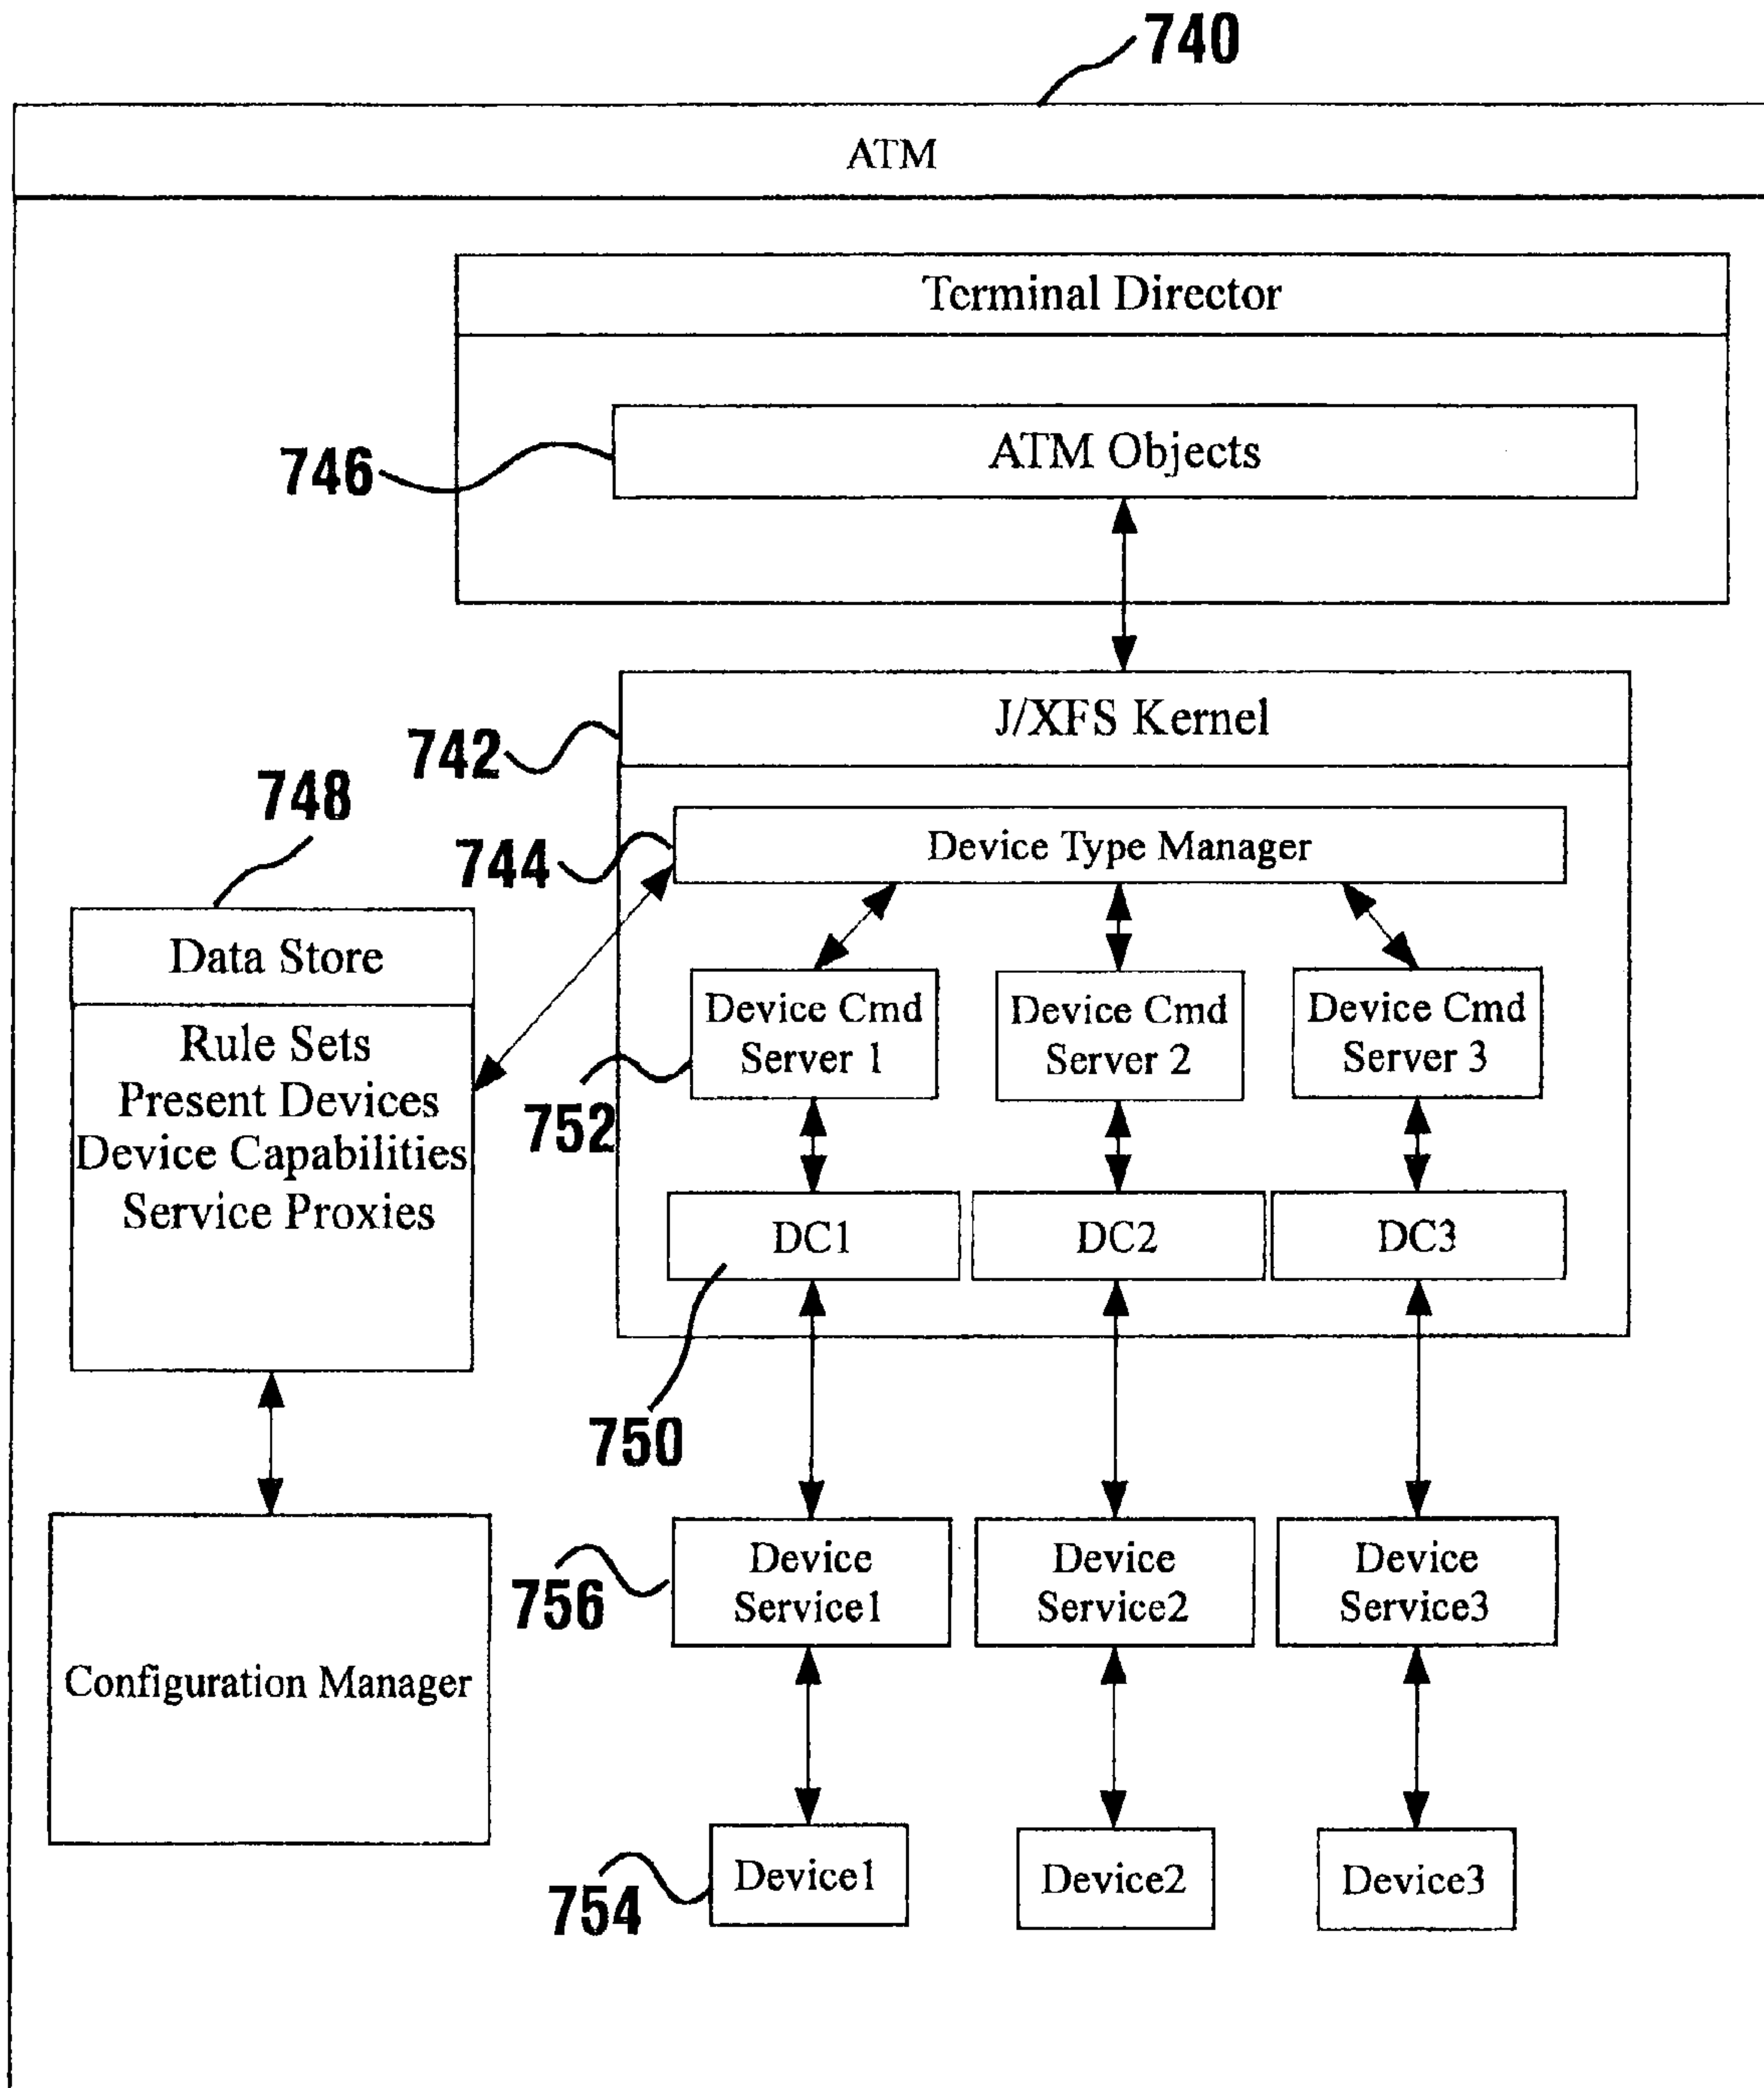 740
ATM
Terminal Director
746
ATM Objects
742
J/XFS Kernel
748
744
Device Type Manager
Data Store
Rule Sets
Present Devices
Device Capabilities
Service Proxies
752
Device Cmd
Server 1
Device Cmd
Server 2
Device Cmd
Server 3
DC1
DC2
DC3
750
756
Device
Service1
Device
Service2
Device
Service3
Configuration Manager
754
Device1
Device2
Device3